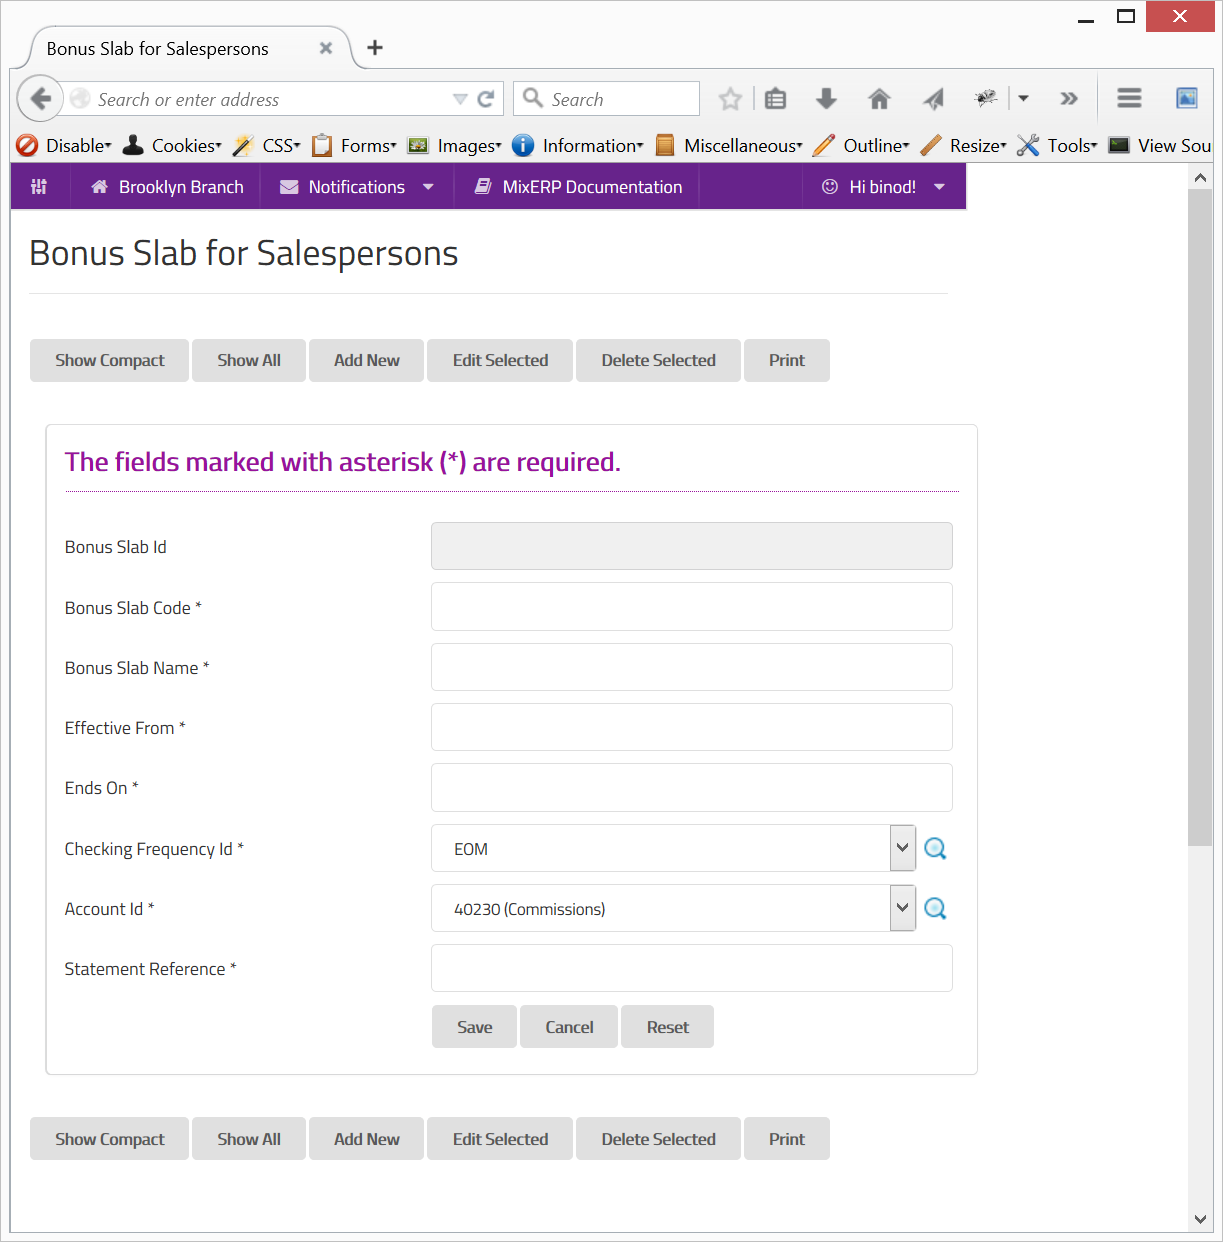 Bonus Slab for Salespersons
Search or enter address
Search
Disable Cookies CSS Forms Images Information Miscellaneous Outline Resize Tools View Sou
Brooklyn Branch Notifications MixERP Documentation Hi binod!
Bonus Slab for Salespersons
Show Compact Show All Add New Edit Selected Delete Selected Print
The fields marked with asterisk (*) are required.
Bonus Slab Id
Bonus Slab Code *
Bonus Slab Name *
Effective From *
Ends On *
Checking Frequency Id * EOM
Account Id * 40230 (Commissions)
Statement Reference *
Save Cancel Reset
Show Compact Show All Add New Edit Selected Delete Selected Print